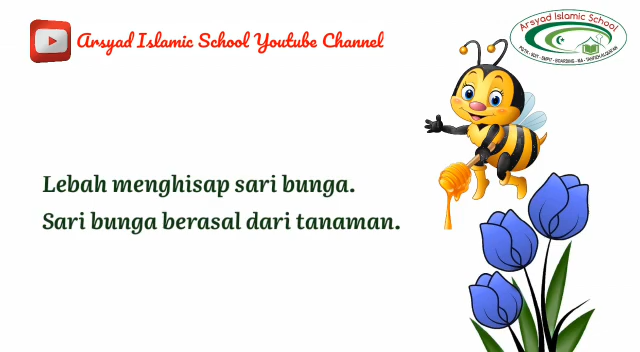 Arsyad Islamic School Youtube Channel
Arsyad Islamic School
Lebah menghisap sari bunga.
Sari bunga berasal dari tanaman.